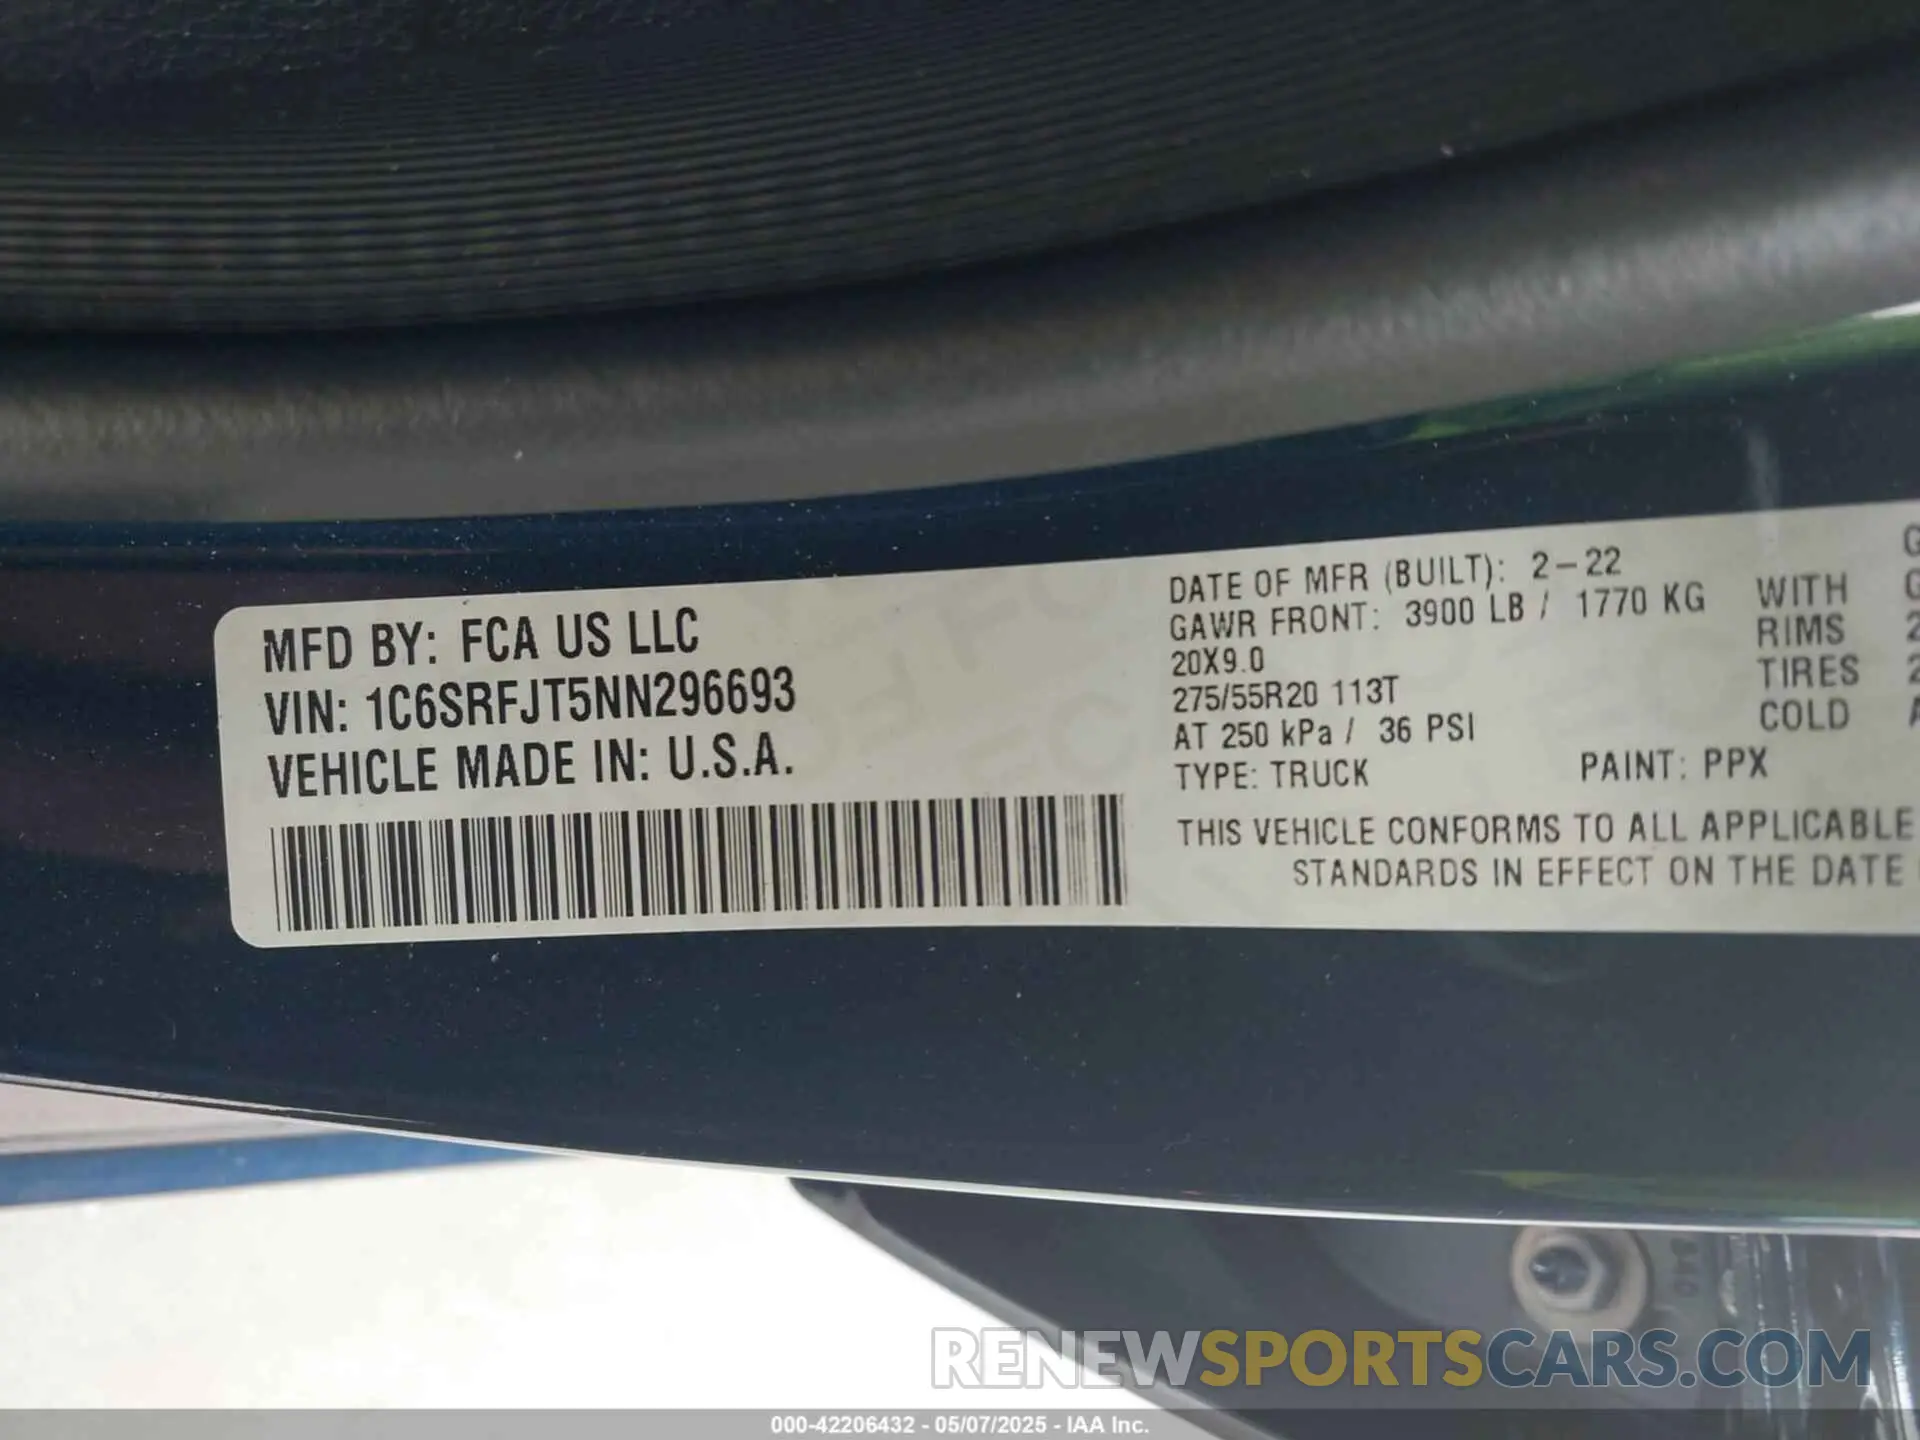 MFD BY: FCA US LLC
VIN: 1C6SRFJT5NN296693
VEHICLE MADE IN: U.S.A.
DATE OF MFR (BUILT): 2-22
GAWR FRONT: 3900 LB / 1770 KG WITH
20X9.0 RIMS
275/55R20 113T TIRES
AT 250 kPa / 36 PSI COLD
TYPE: TRUCK PAINT: PPX
THIS VEHICLE CONFORMS TO ALL APPLICABLE
STANDARDS IN EFFECT ON THE DATE
RENEWSPORTSCARS.COM
000-42206432 - 05/07/2025 - IAA Inc.